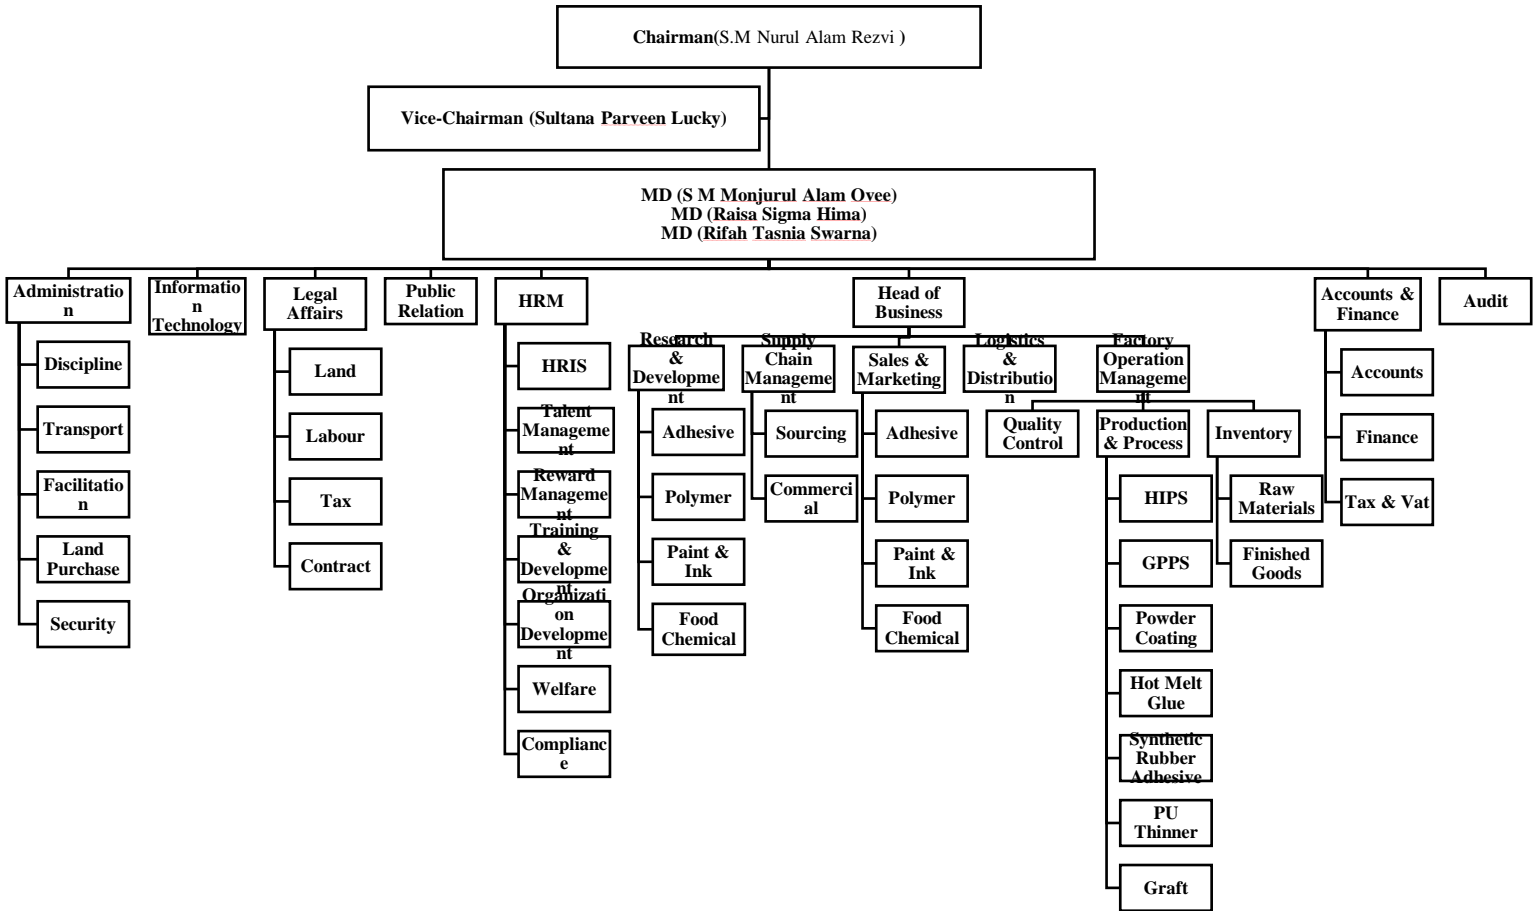 Chairman(S.M Nurul Alam Rezvi )
Vice-Chairman (Sultana Parveen Lucky)
MD (S M Monjurul Alam Ovee)
MD (Raisa Sigma Hima)
MD (Rifah Tasnia Swarna)
Administratio
n
Informatio
n
Technology
Legal
Affairs
Public
Relation
HRM
Head of
Business
Accounts &
Finance
Audit
Discipline
Transport
Facilitatio
n
Land
Purchase
Security
Land
Labour
Tax
Contract
HRIS
Talent
Manageme
nt
Reward
Manageme
nt
Training
&
Developme
nt
Organizati
on
Developme
nt
Welfare
Complianc
e
Research
&
Developme
nt
Adhesive
Polymer
Paint &
Ink
Food
Chemical
Supply
Chain
Manageme
nt
Sourcing
Commerci
al
Sales &
Marketing
Adhesive
Polymer
Paint &
Ink
Food
Chemical
Logistics
&
Distributio
n
Factory
Operation
Manageme
nt
Quality
Control
Production
& Process
HIPS
GPPS
Powder
Coating
Hot Melt
Glue
Synthetic
Rubber
Adhesive
PU
Thinner
Graft
Inventory
Raw
Materials
Finished
Goods
Accounts
Finance
Tax & Vat